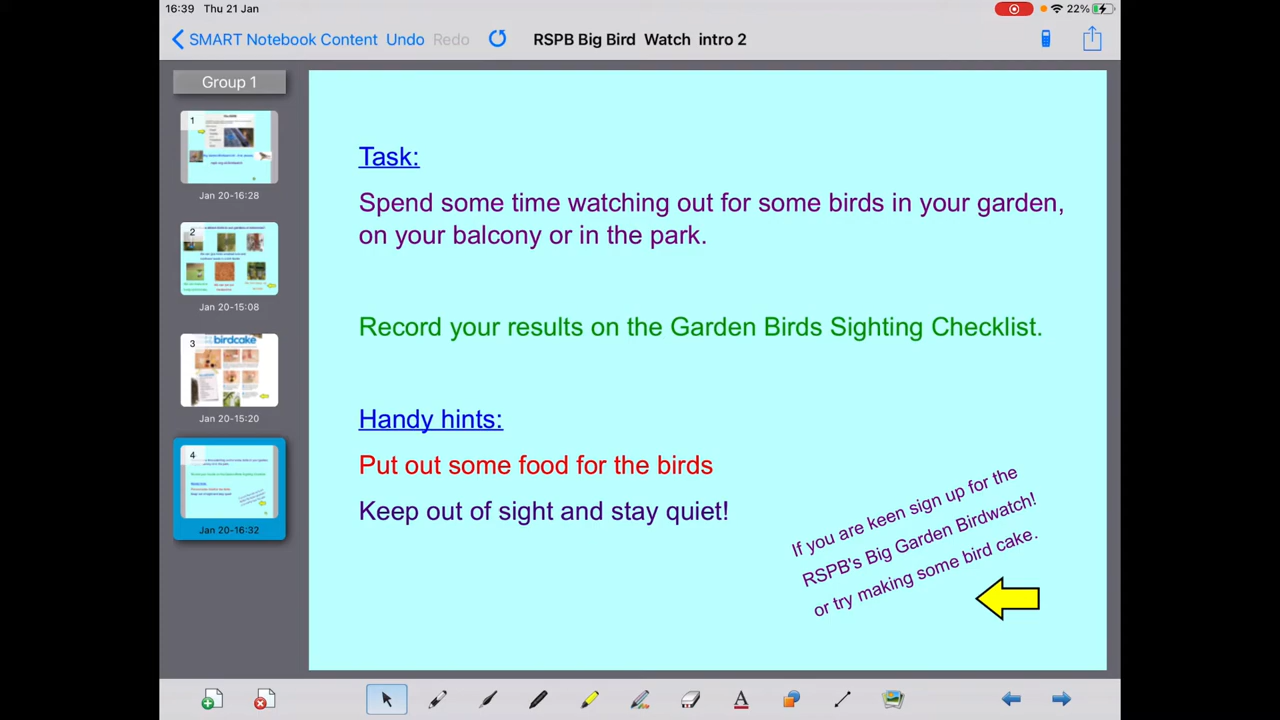 16:39 Thu 21 Jan
22%
SMART Notebook Content Undo Redo RSPB Big Bird Watch intro 2
Group 1
1
Jan 20-16:28
2
Jan 20-15:08
3
birdcake
Jan 20-15:20
4
Jan 20-16:32
Task:
Spend some time watching out for some birds in your garden,
on your balcony or in the park.
Record your results on the Garden Birds Sighting Checklist.
Handy hints:
Put out some food for the birds
Keep out of sight and stay quiet!
If you are keen sign up for the
RSPB's Big Garden Birdwatch!
or try making some bird cake.
A